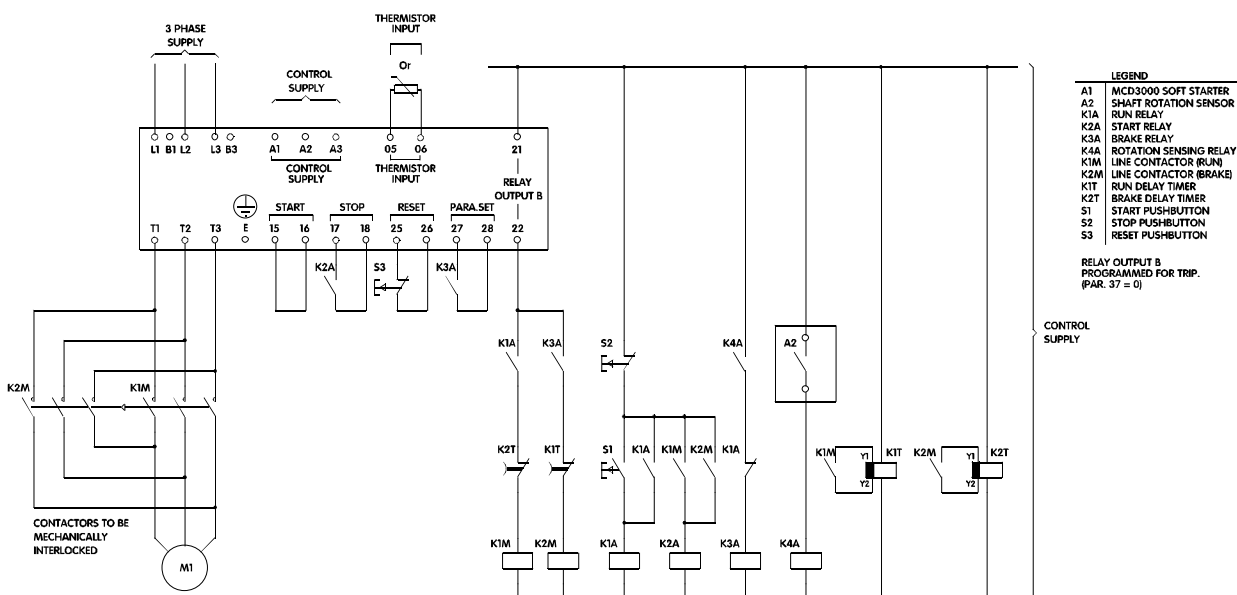 3 PHASE
SUPPLY
THERMISTOR
INPUT
Or
CONTROL
SUPPLY
L1 B1 L2 L3 B3 A1 A2 A3 05 06 21
CONTROL
SUPPLY
THERMISTOR
INPUT
RELAY
OUTPUT B
START STOP RESET PARA.SET
T1 T2 T3 E 15 16 17 18 25 26 27 28 22
K2A S3 K3A
K1A K3A S2 K4A A2
K2M K1M
K2T K1T S1 K1A K1M K2M K1A K1M Y1 K1T K2M Y1 K2T
Y2 Y2
CONTACTORS TO BE
MECHANICALLY
INTERLOCKED
M1
K1M K2M K1A K2A K3A K4A
CONTROL
SUPPLY
LEGEND
A1 MCD3000 SOFT STARTER
A2 SHAFT ROTATION SENSOR
K1A RUN RELAY
K2A START RELAY
K3A BRAKE RELAY
K4A ROTATION SENSING RELAY
K1M LINE CONTACTOR (RUN)
K2M LINE CONTACTOR (BRAKE)
K1T RUN DELAY TIMER
K2T BRAKE DELAY TIMER
S1 START PUSHBUTTON
S2 STOP PUSHBUTTON
S3 RESET PUSHBUTTON
RELAY OUTPUT B
PROGRAMMED FOR TRIP.
(PAR. 37 = 0)